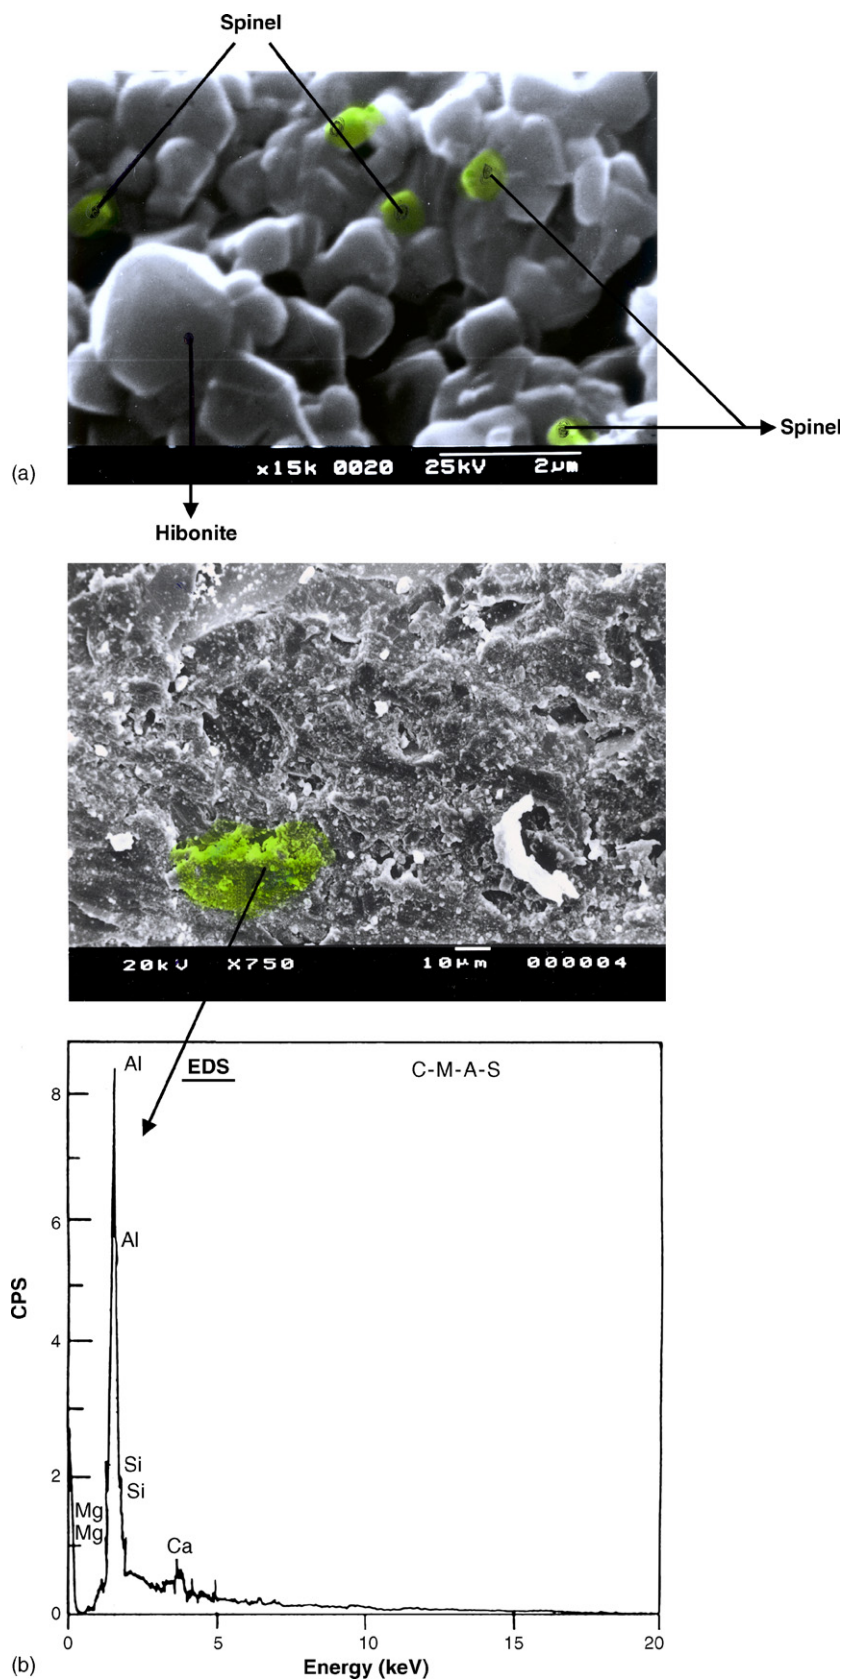 Spinel
Spinel
x15k 0020 25kV 2µm
(a)
Hibonite
20kV X750 10µm 000004
Al EDS C-M-A-S
8
6
Al
CPS
4
Si
2
Si
Mg
Mg
Ca
0
0 5 10 15 20
(b)
Energy (keV)